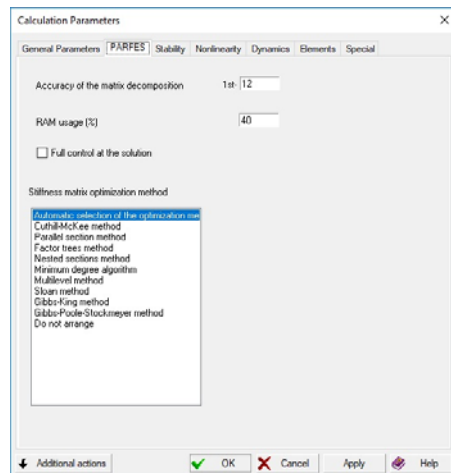 Calculation Parameters
General Parameters PARFES Stability Nonlinearity Dynamics Elements Special
Accuracy of the matrix decomposition 1st- 12
RAM usage (%) 40
Full control at the solution
Stiffness matrix optimization method
Automatic selection of the optimization me
Cuthill-McKee method
Parallel section method
Factor trees method
Nested sections method
Minimum degree algorithm
Multilevel method
Sloan method
Gibbs-King method
Gibbs-Poole-Stockmeyer method
Do not arrange
Additional actions OK Cancel Apply Help